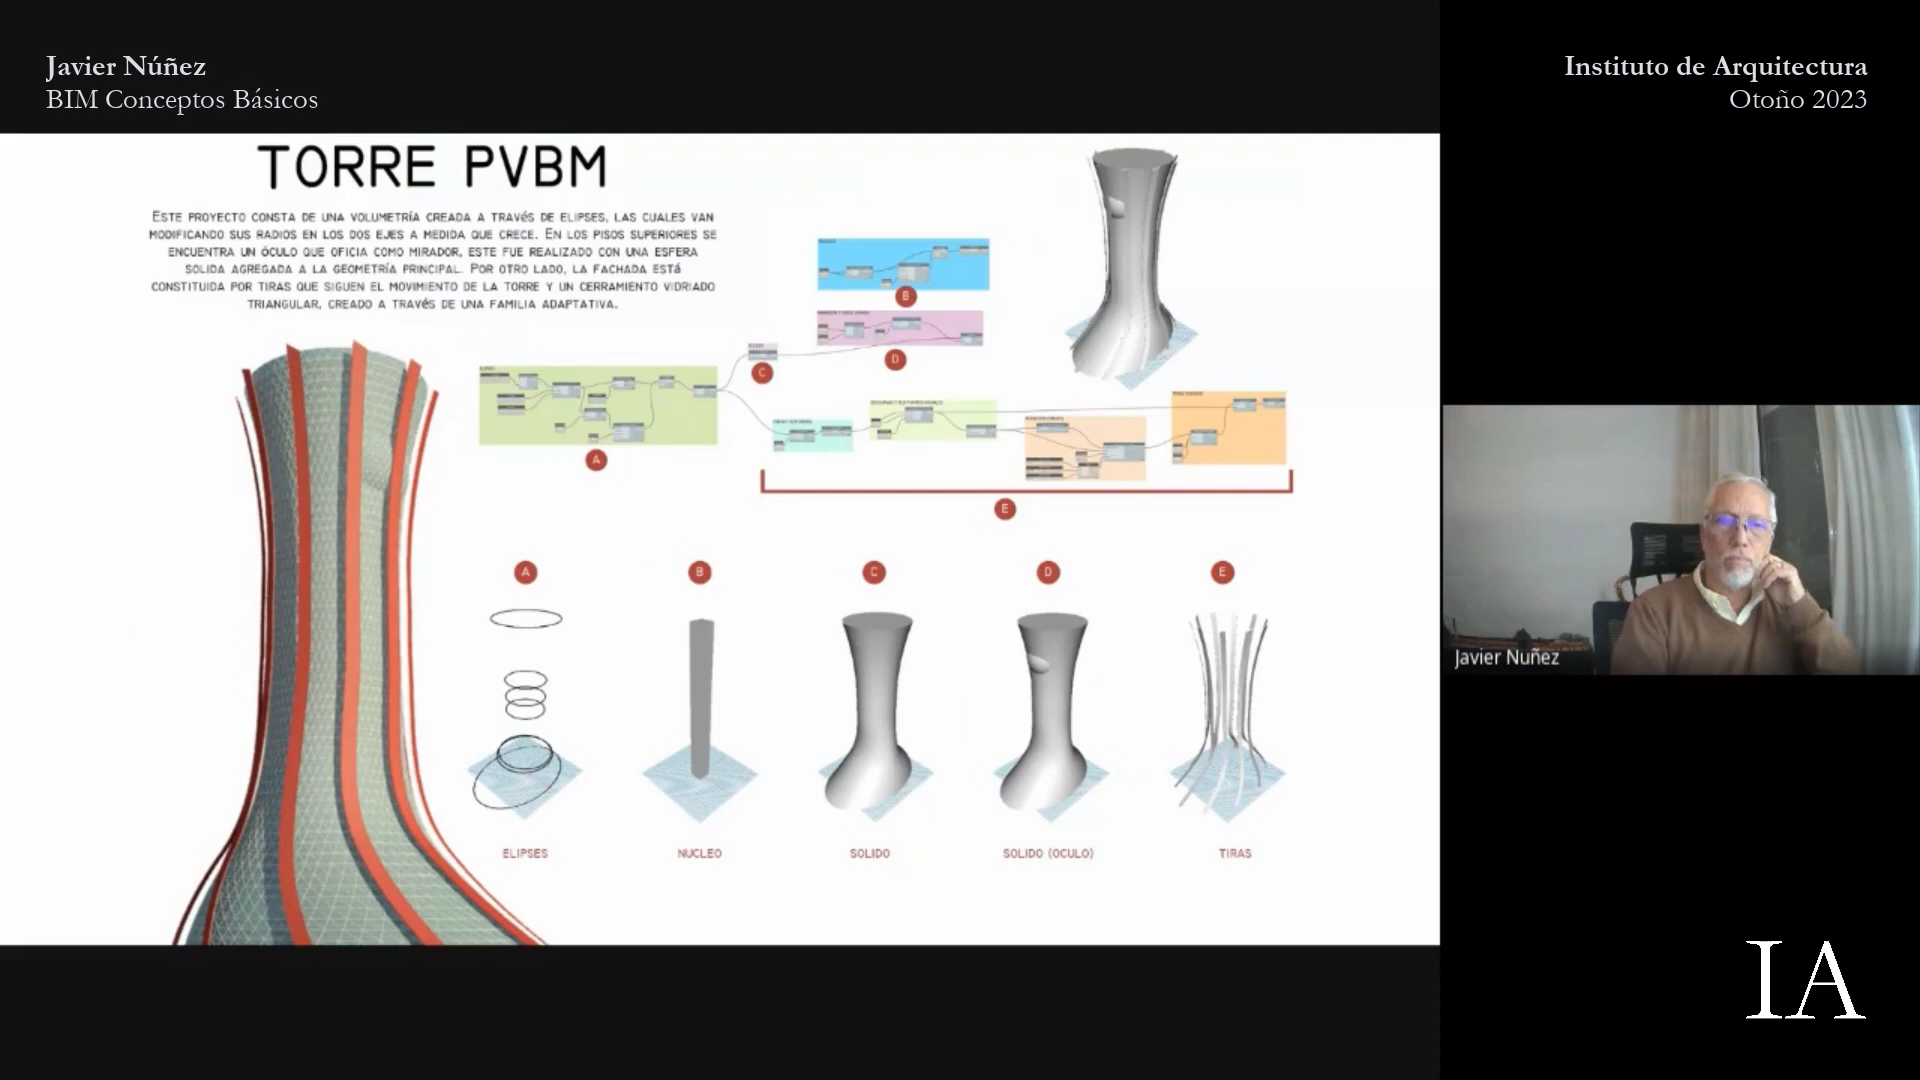 Javier Núñez
BIM Conceptos Básicos
Instituto de Arquitectura
Otoño 2023
TORRE PVBM
ESTE PROYECTO CONSTA DE UNA VOLUMETRÍA CREADA A TRAVÉS DE ELIPSES, LAS CUALES VAN
MODIFICANDO SUS RADIOS EN LOS DOS EJES A MEDIDA QUE CRECE. EN LOS PISOS SUPERIORES SE
ENCUENTRA UN ÓCULO QUE OFICIA COMO MIRADOR, ESTE FUE REALIZADO CON UNA ESFERA
SOLIDA AGREGADA A LA GEOMETRÍA PRINCIPAL. POR OTRO LADO, LA FACHADA ESTÁ
CONSTITUIDA POR TIRAS QUE SIGUEN EL MOVIMIENTO DE LA TORRE Y UN CERRAMIENTO VIDRIADO
TRIANGULAR, CREADO A TRAVÉS DE UNA FAMILIA ADAPTATIVA.
B
D
C
A
E
A
B
C
D
E
ELIPSES
NUCLEO
SOLIDO
SOLIDO (OCULO)
TIRAS
Javier Nuñez
IA